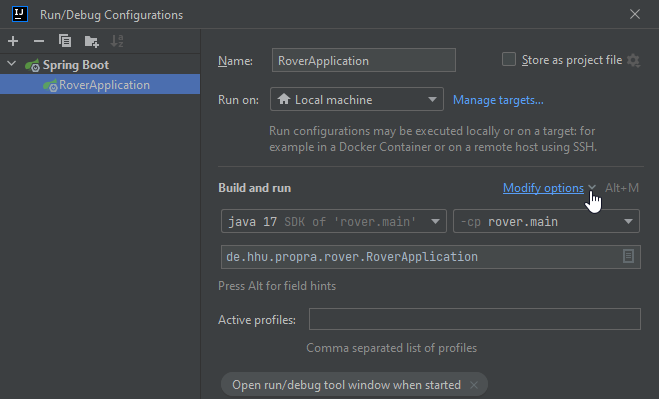 IJ
Run/Debug Configurations
Spring Boot
RoverApplication
Name:
RoverApplication
Store as project file
Run on:
Local machine
Manage targets...
Run configurations may be executed locally or on a target: for
example in a Docker Container or on a remote host using SSH.
Build and run
Modify options
Alt+M
java 17 SDK of 'rover.main'
-cp rover.main
de.hhu.propra.rover.RoverApplication
Press Alt for field hints
Active profiles:
Comma separated list of profiles
Open run/debug tool window when started